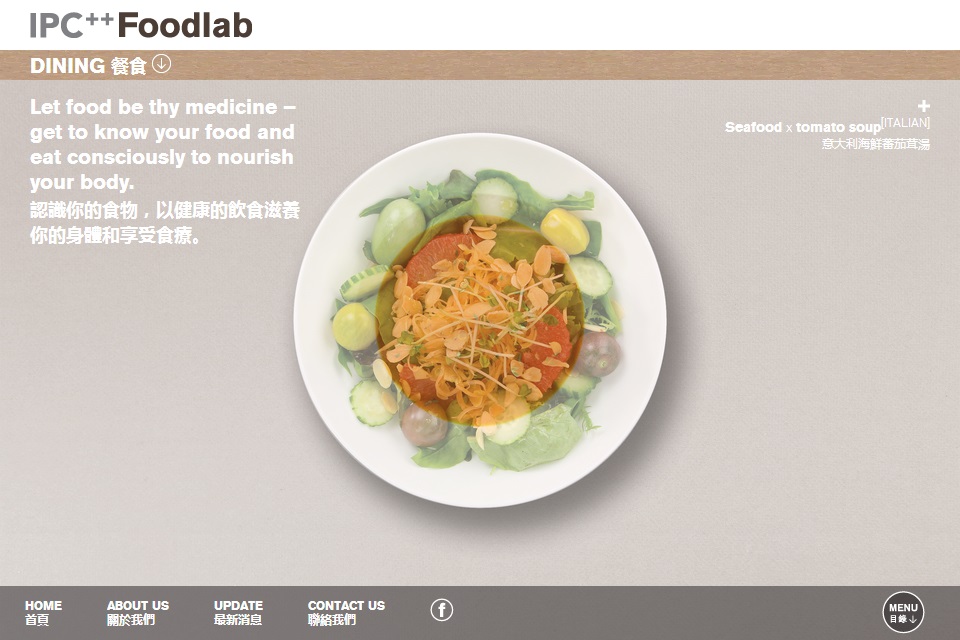 IPC++Foodlab
DINING 餐食
Let food be thy medicine –
get to know your food and
eat consciously to nourish
your body.
認識你的食物，以健康的飲食滋養
你的身體和享受食療。
+
Seafood x tomato soup[ITALIAN]
意大利海鮮蕃茄茸湯
HOME
首頁
ABOUT US
關於我們
UPDATE
最新消息
CONTACT US
聯絡我們
f
MENU
目錄